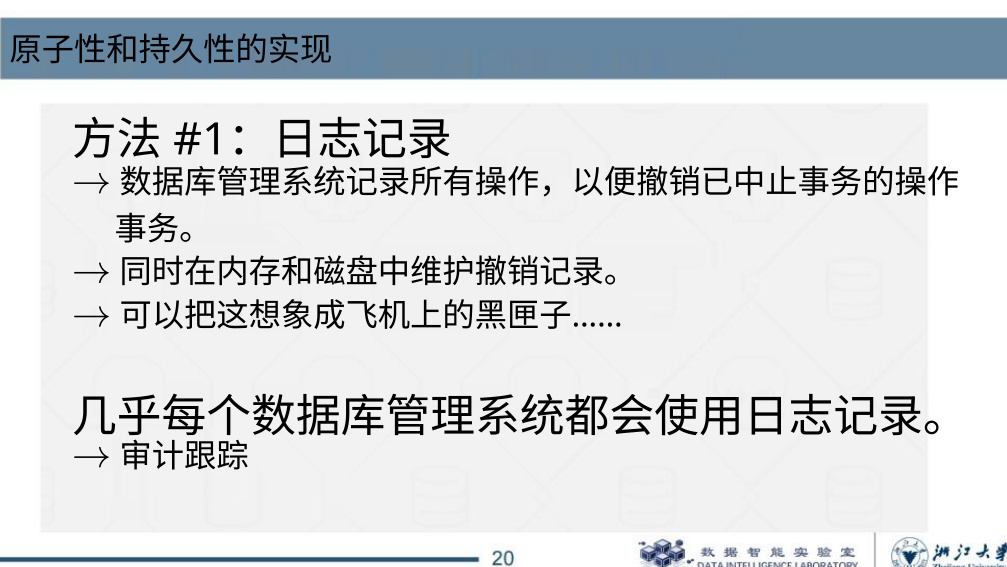 原子性和持久性的实现
方法 #1：日志记录
→ 数据库管理系统记录所有操作，以便撤销已中止事务的操作
事务。
→ 同时在内存和磁盘中维护撤销记录。
→ 可以把这想象成飞机上的黑匣子……
几乎每个数据库管理系统都会使用日志记录。
→ 审计跟踪
20
数据智能实验室
DATA INTELLIGENCE LABORATORY
浙江大学
Zhejiang University